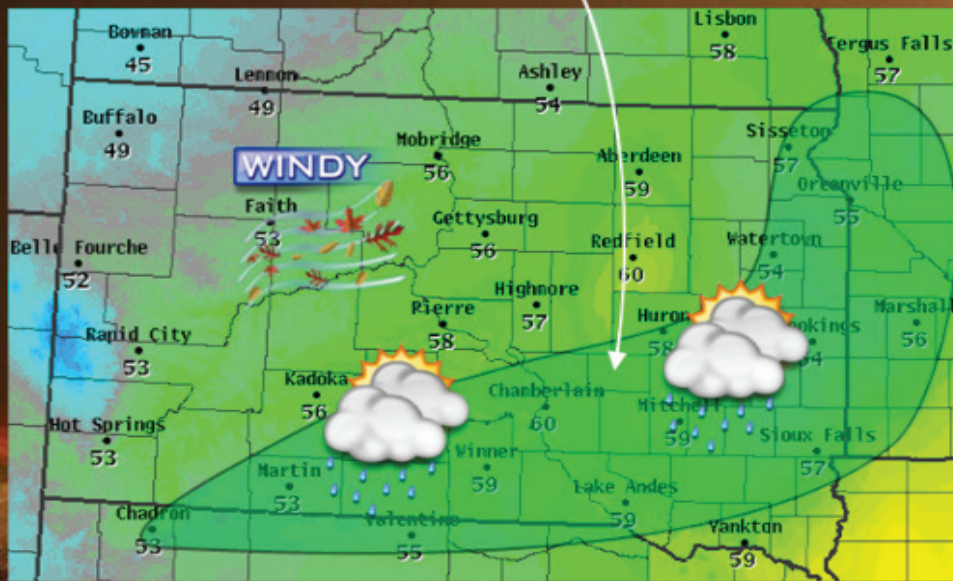 Lisbon
58
Bowman
45
Fergus Falls
57
Lemmon
49
Ashley
54
Buffalo
49
Sisseton
57
Mobridge
56
Aberdeen
59
WINDY
Ortonville
55
Faith
53
Gettysburg
56
Redfield
60
Watertown
54
Belle Fourche
52
Highmore
57
Pierre
58
Huron
58
Marshall
56
Rapid City
53
ookings
54
Kadoka
56
Chamberlain
60
Mitchell
59
Hot Springs
53
Sioux Falls
57
Winner
59
Martin
53
Lake Andes
59
Chadron
53
Valentine
55
Yankton
59